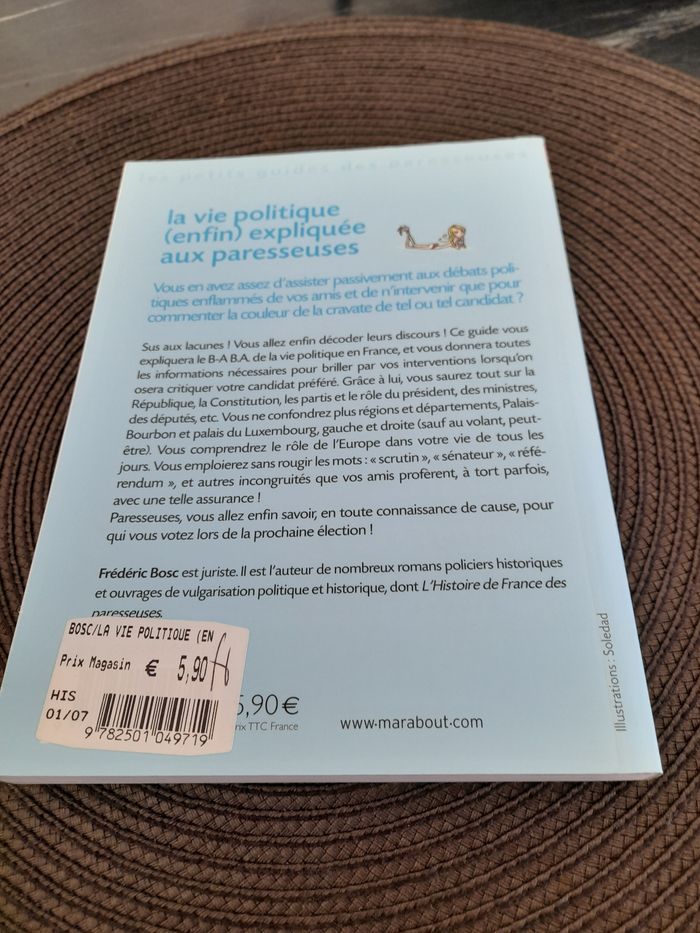 les petits guides des paresseuses
la vie politique
(enfin) expliquée
aux paresseuses
Vous en avez assez d'assister passivement aux débats poli-
tiques enflammés de vos amis et de n'intervenir que pour
commenter la couleur de la cravate de tel ou tel candidat ?
Sus aux lacunes ! Vous allez enfin décoder leurs discours ! Ce guide vous
expliquera le B-A B.A. de la vie politique en France, et vous donnera toutes
les informations nécessaires pour briller par vos interventions lorsqu'on
osera critiquer votre candidat préféré. Grâce à lui, vous saurez tout sur la
République, la Constitution, les partis et le rôle du président, des ministres,
des députés, etc. Vous ne confondrez plus régions et départements, Palais-
Bourbon et palais du Luxembourg, gauche et droite (sauf au volant, peut-
être). Vous comprendrez le rôle de l'Europe dans votre vie de tous les
jours. Vous emploierez sans rougir les mots : « scrutin », « sénateur », « réfé-
rendum », et autres incongruités que vos amis profèrent, à tort parfois,
avec une telle assurance !
Paresseuses, vous allez enfin savoir, en toute connaissance de cause, pour
qui vous votez lors de la prochaine élection !
Frédéric Bosc est juriste. Il est l'auteur de nombreux romans policiers historiques
et ouvrages de vulgarisation politique et historique, dont L'Histoire de France des
paresseuses.
BOSC/LA VIE POLITIQUE (EN
Prix Magasin € 5,90
HIS
01/07
9 782501 049719
5,90 €
rix TTC France
www.marabout.com
Illustrations : Soledad